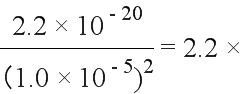 2.2 × 10⁻²⁰
(1.0 × 10⁻⁵)² = 2.2 ×